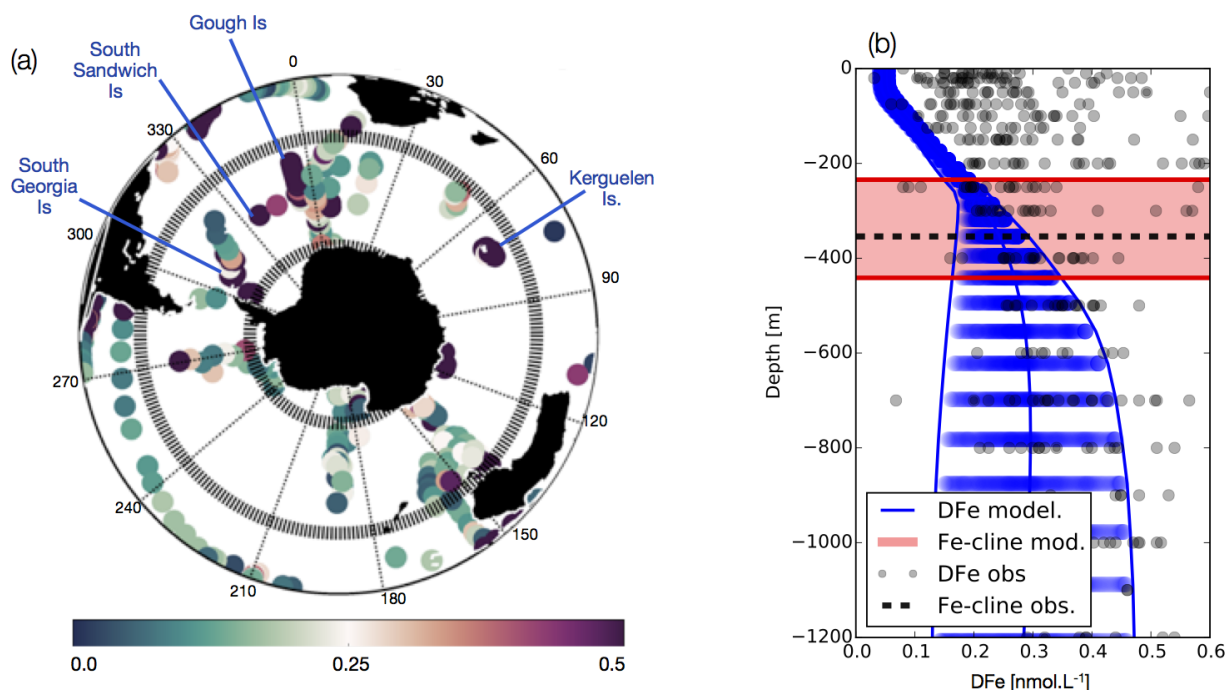 (a)
Gough Is
South
Sandwich
Is
South
Georgia
Is
Kerguelen
Is.
0
30
60
90
120
150
180
210
240
270
300
330
0.0
0.25
0.5
(b)
0
−200
−400
−600
−800
−1000
−1200
Depth [m]
DFe model.
Fe-cline mod.
DFe obs
Fe-cline obs.
0.0
0.1
0.2
0.3
0.4
0.5
0.6
DFe [nmol.L⁻¹]